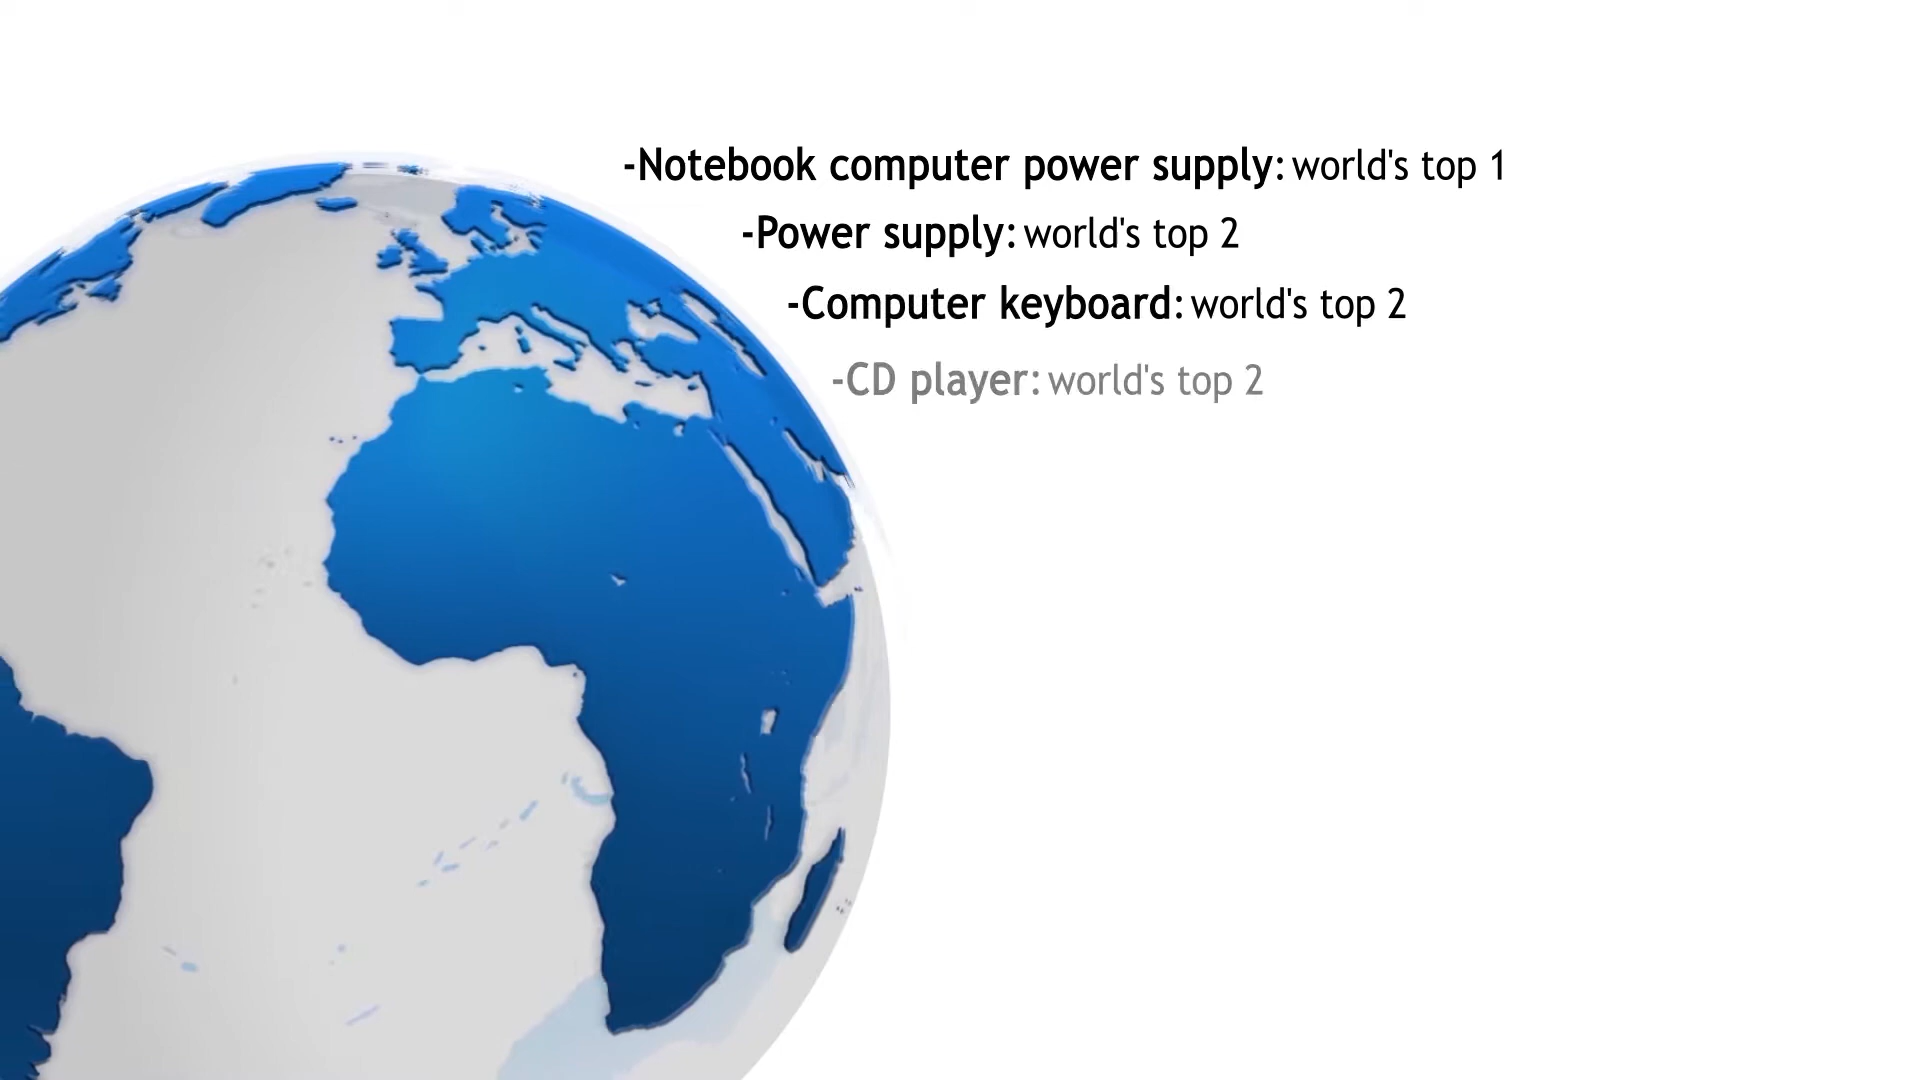 -Notebook computer power supply: world's top 1
-Power supply: world's top 2
-Computer keyboard: world's top 2
-CD player: world's top 2